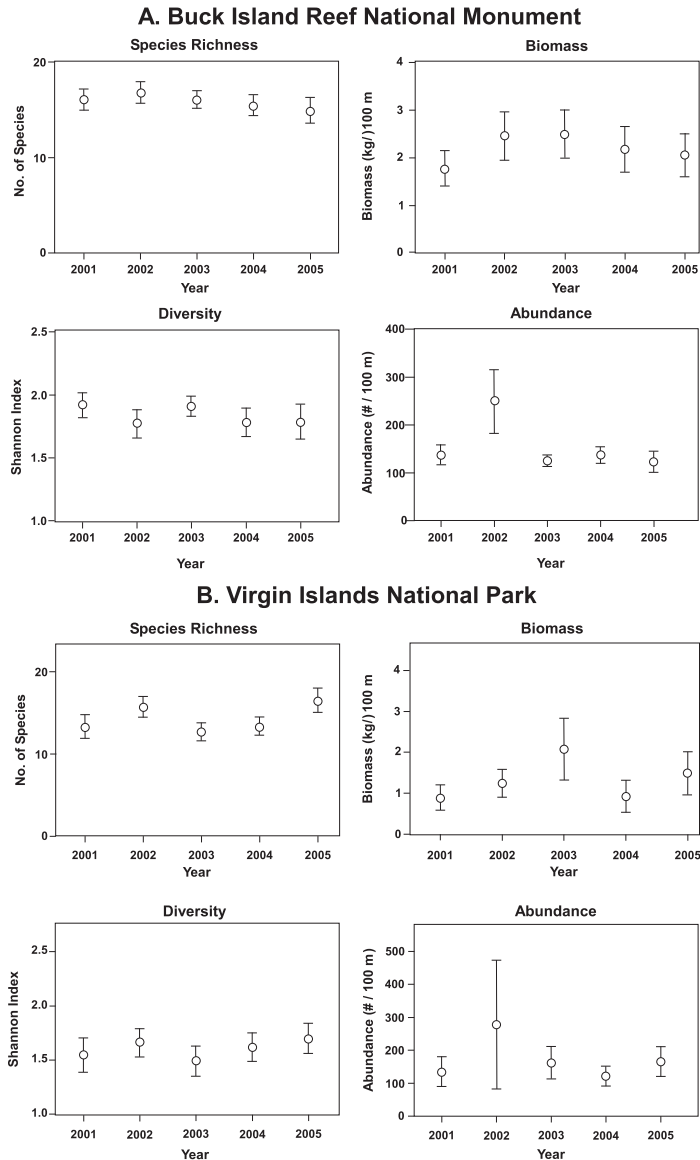 A. Buck Island Reef National Monument
Species Richness
No. of Species
20
10
0
2001 2002 2003 2004 2005
Year
Biomass
Biomass (kg/ )100 m
4
3
2
1
0
2001 2002 2003 2004 2005
Year
Diversity
Shannon Index
2.5
2.0
1.5
1.0
2001 2002 2003 2004 2005
Year
Abundance
Abundance (# / 100 m)
400
300
200
100
0
2001 2002 2003 2004 2005
Year
B. Virgin Islands National Park
Species Richness
No. of Species
20
10
0
2001 2002 2003 2004 2005
Year
Biomass
Biomass (kg/) 100 m
4
3
2
1
0
2001 2002 2003 2004 2005
Year
Diversity
Shannon Index
2.5
2.0
1.5
1.0
2001 2002 2003 2004 2005
Year
Abundance
Abundance (# / 100 m)
500
400
300
200
100
0
2001 2002 2003 2004 2005
Year